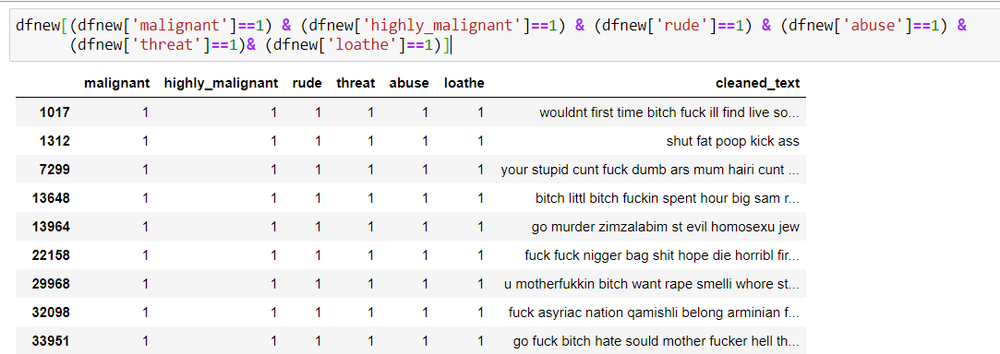 dfnew[(dfnew['malignant']==1) & (dfnew['highly_malignant']==1) & (dfnew['rude']==1) & (dfnew['abuse']==1) &
(dfnew['threat']==1)& (dfnew['loathe']==1)]
malignant highly_malignant rude threat abuse loathe cleaned_text
1017 1 1 1 1 1 1 wouldnt first time bitch fuck ill find live so...
1312 1 1 1 1 1 1 shut fat poop kick ass
7299 1 1 1 1 1 1 your stupid cunt fuck dumb ars mum hairi cunt ...
13648 1 1 1 1 1 1 bitch littl bitch fuckin spent hour big sam r...
13964 1 1 1 1 1 1 go murder zimzalabim st evil homosexu jew
22158 1 1 1 1 1 1 fuck fuck nigger bag shit hope die horribl fir...
29968 1 1 1 1 1 1 u motherfukkin bitch want rape smelli whore st...
32098 1 1 1 1 1 1 fuck asyriac nation qamishli belong arminian f...
33951 1 1 1 1 1 1 go fuck bitch hate sould mother fucker hell th...